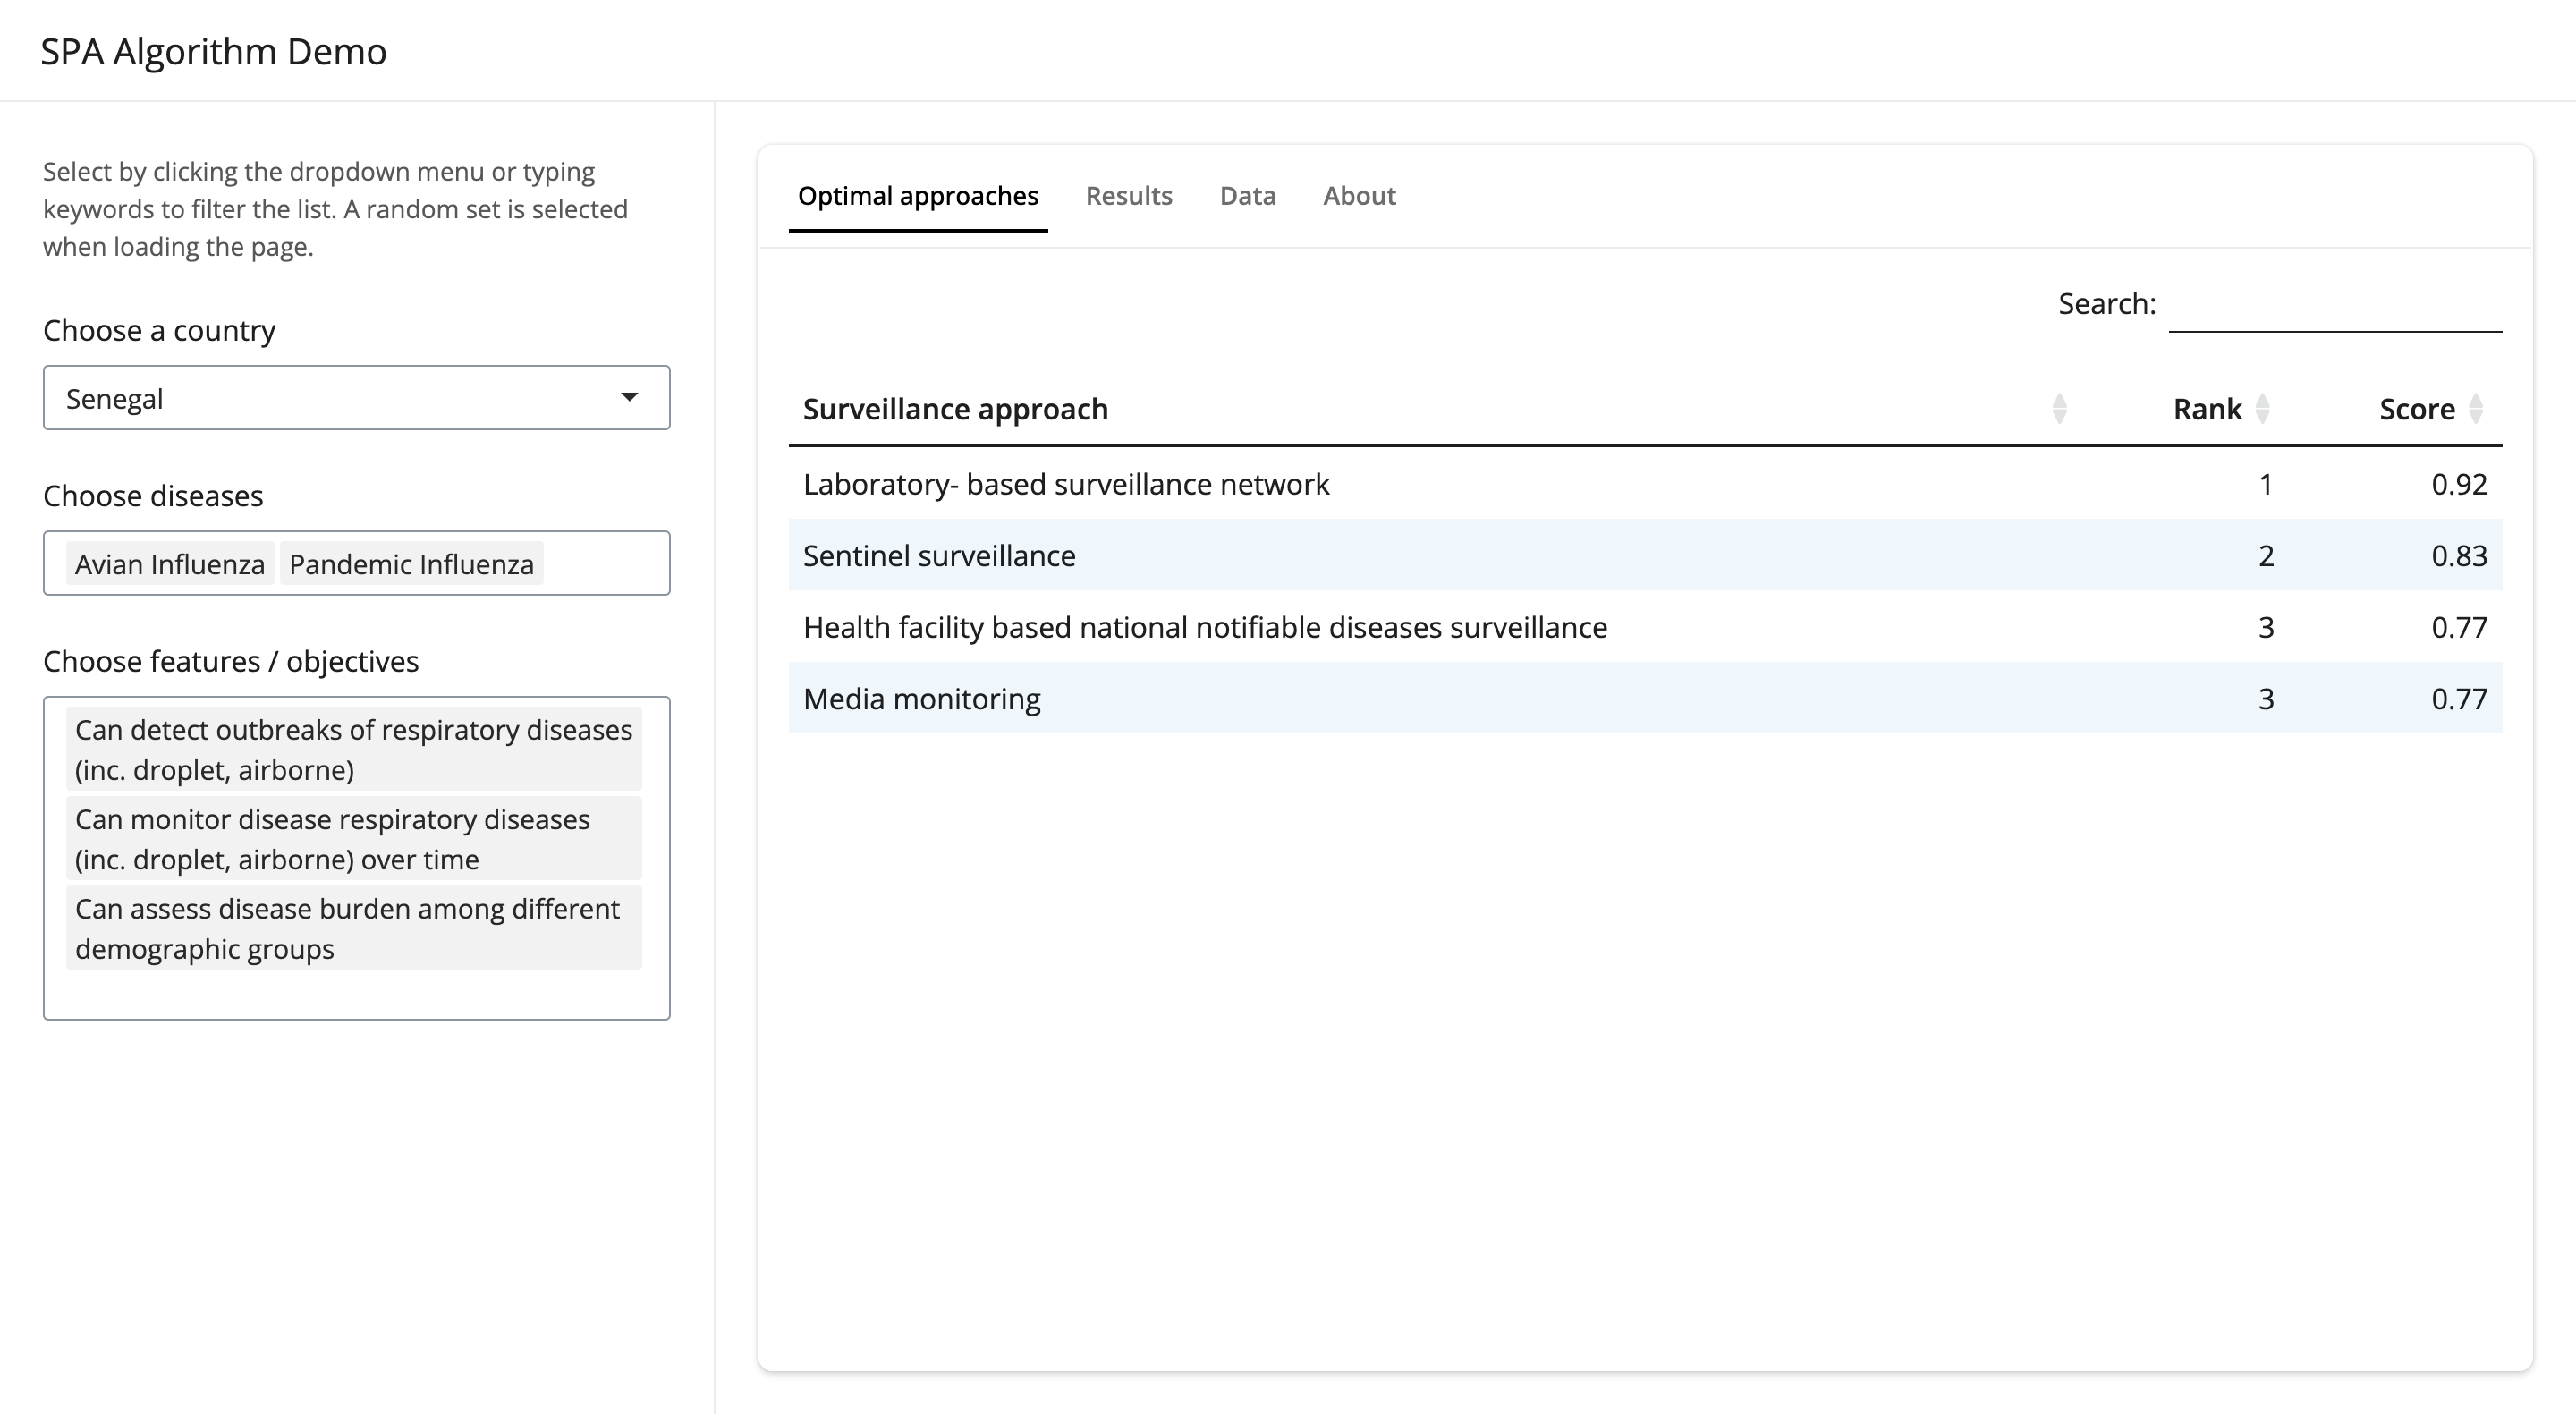 SPA Algorithm Demo
Select by clicking the dropdown menu or typing
keywords to filter the list. A random set is selected
when loading the page.
Choose a country
Senegal
Choose diseases
Avian Influenza Pandemic Influenza
Choose features / objectives
Can detect outbreaks of respiratory diseases
(inc. droplet, airborne)
Can monitor disease respiratory diseases
(inc. droplet, airborne) over time
Can assess disease burden among different
demographic groups
Optimal approaches Results Data About
Search:
Surveillance approach Rank Score
Laboratory- based surveillance network 1 0.92
Sentinel surveillance 2 0.83
Health facility based national notifiable diseases surveillance 3 0.77
Media monitoring 3 0.77